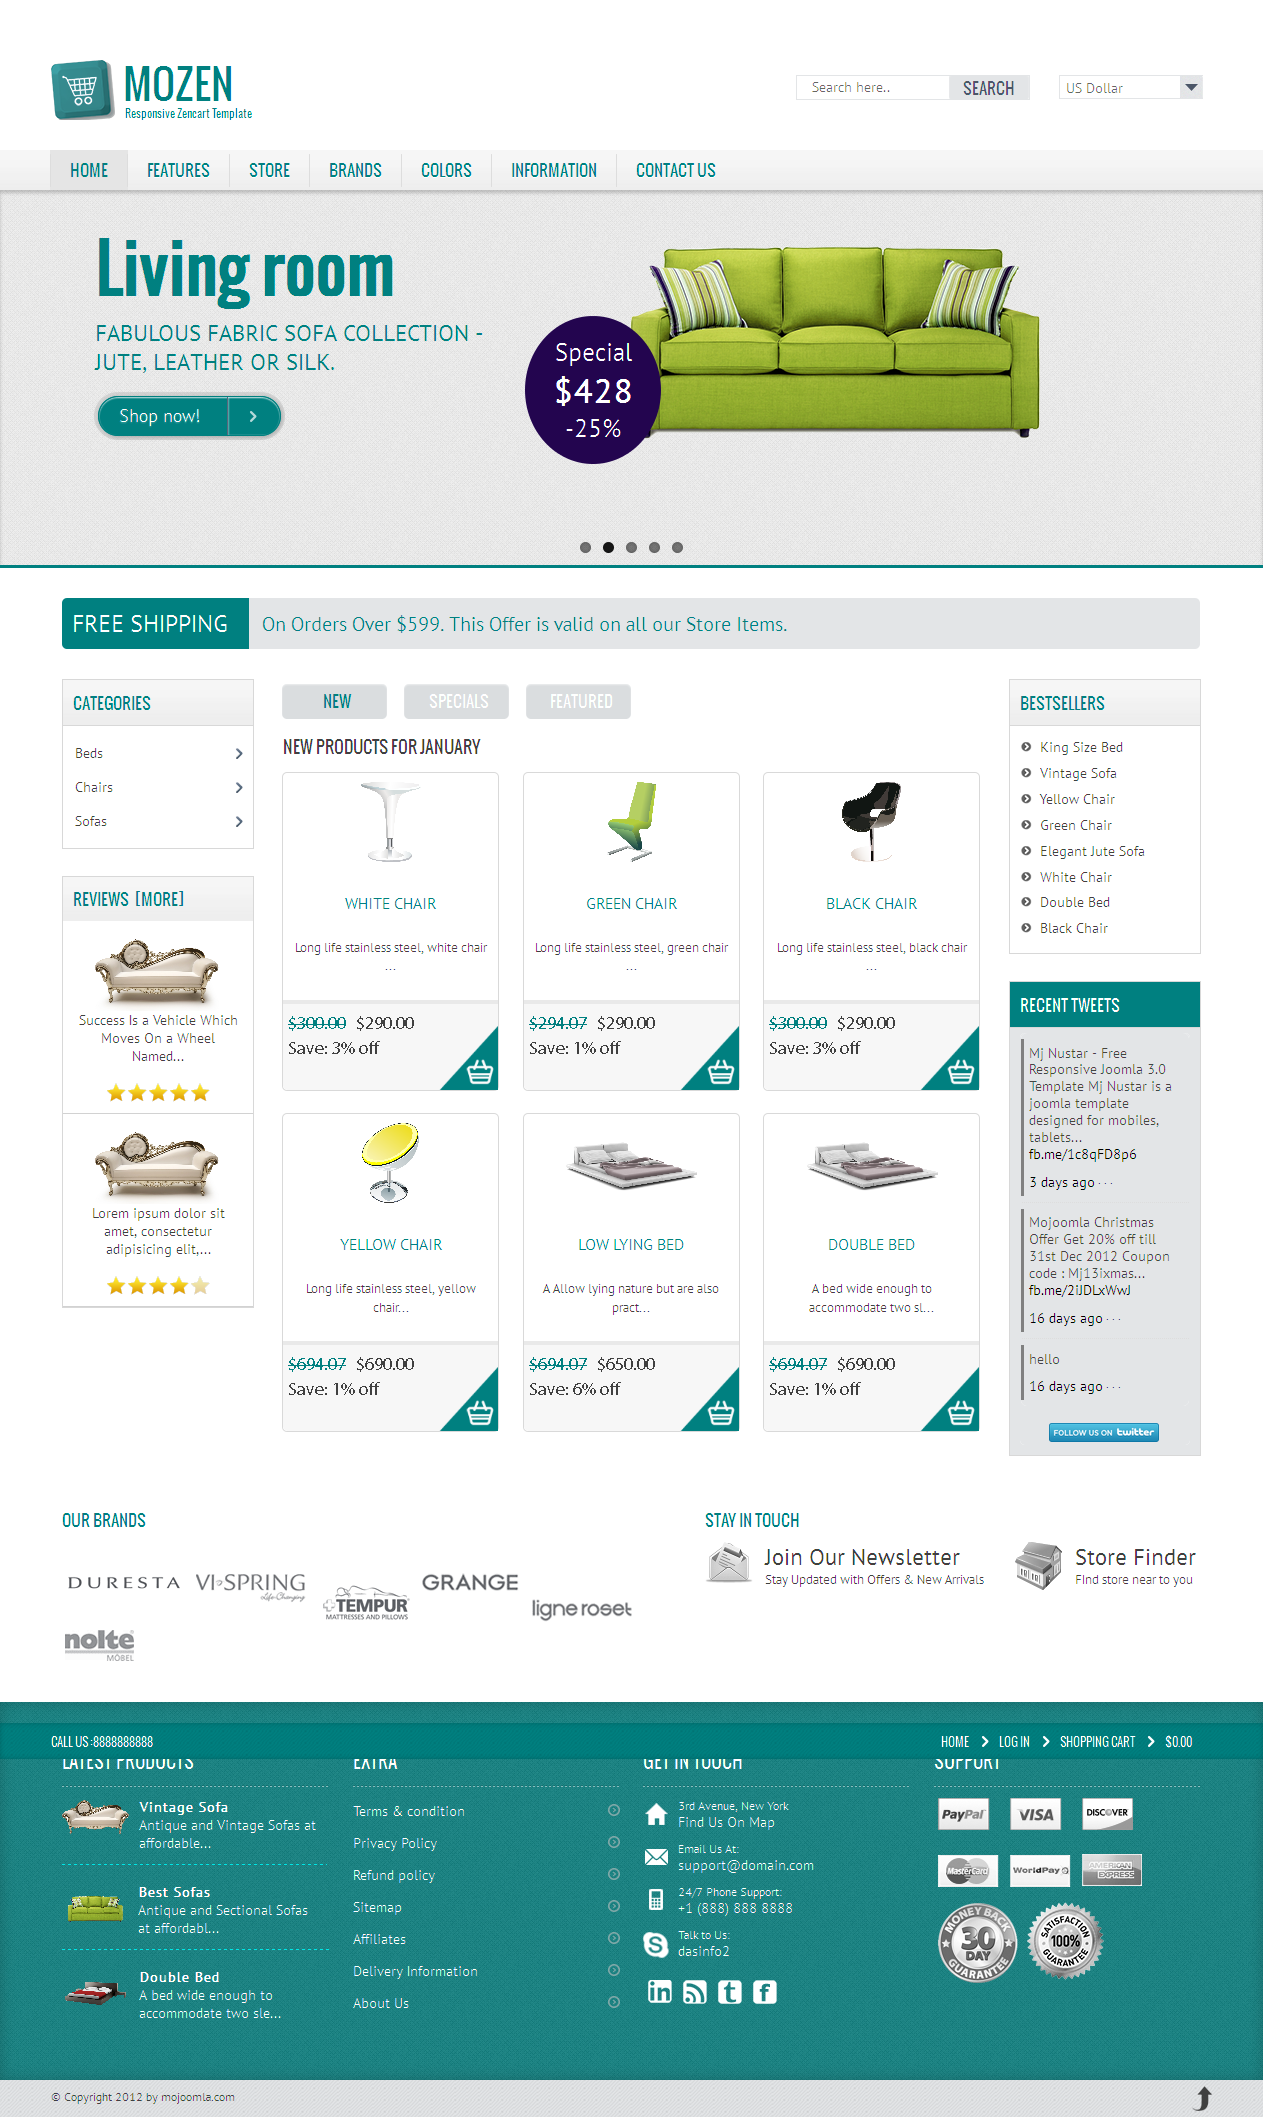 MOZEN
Responsive Zencart Template
Search here..
SEARCH
US Dollar
HOME
FEATURES
STORE
BRANDS
COLORS
INFORMATION
CONTACT US
Living room
FABULOUS FABRIC SOFA COLLECTION -
JUTE, LEATHER OR SILK.
Shop now!
Special
$428
-25%
FREE SHIPPING
On Orders Over $599. This Offer is valid on all our Store Items.
CATEGORIES
Beds
Chairs
Sofas
REVIEWS [MORE]
Success Is a Vehicle Which
Moves On a Wheel
Named...
Lorem ipsum dolor sit
amet, consectetur
adipisicing elit,...
NEW
SPECIALS
FEATURED
NEW PRODUCTS FOR JANUARY
WHITE CHAIR
Long life stainless steel, white chair
...
$300.00 $290.00
Save: 3% off
GREEN CHAIR
Long life stainless steel, green chair
...
$294.07 $290.00
Save: 1% off
BLACK CHAIR
Long life stainless steel, black chair
...
$300.00 $290.00
Save: 3% off
YELLOW CHAIR
Long life stainless steel, yellow
chair...
$694.07 $690.00
Save: 1% off
LOW LYING BED
A Allow lying nature but are also
pract...
$694.07 $650.00
Save: 6% off
DOUBLE BED
A bed wide enough to
accommodate two sl...
$694.07 $690.00
Save: 1% off
BESTSELLERS
King Size Bed
Vintage Sofa
Yellow Chair
Green Chair
Elegant Jute Sofa
White Chair
Double Bed
Black Chair
RECENT TWEETS
Mj Nustar - Free
Responsive Joomla 3.0
Template Mj Nustar is a
joomla template
designed for mobiles,
tablets...
fb.me/1c8qFD8p6
3 days ago · · ·
Mojoomla Christmas
Offer Get 20% off till
31st Dec 2012 Coupon
code : Mj13ixmas...
fb.me/2iJDLxWwJ
16 days ago · · ·
hello
16 days ago · · ·
FOLLOW US ON twitter
OUR BRANDS
DURESTA
VI-SPRING
Life-Changing
TEMPUR
MATTRESSES AND PILLOWS
GRANGE
ligne roset
nolte
MÖBEL
STAY IN TOUCH
Join Our Newsletter
Stay Updated with Offers & New Arrivals
Store Finder
FInd store near to you
CALL US :8888888888
HOME
LOG IN
SHOPPING CART
$0.00
LATEST PRODUCTS
Vintage Sofa
Antique and Vintage Sofas at
affordable...
Best Sofas
Antique and Sectional Sofas
at affordabl...
Double Bed
A bed wide enough to
accommodate two sle...
EXTRA
Terms & condition
Privacy Policy
Refund policy
Sitemap
Affiliates
Delivery Information
About Us
GET IN TOUCH
3rd Avenue, New York
Find Us On Map
Email Us At:
support@domain.com
24/7 Phone Support:
+1 (888) 888 8888
Talk to Us:
dasinfo2
SUPPORT
PayPal
VISA
DISCOVER
MasterCard
WorldPay
AMERICAN
EXPRESS
MONEY BACK
30
DAY
GUARANTEE
SATISFACTION
100%
GUARANTEE
© Copyright 2012 by mojoomla.com